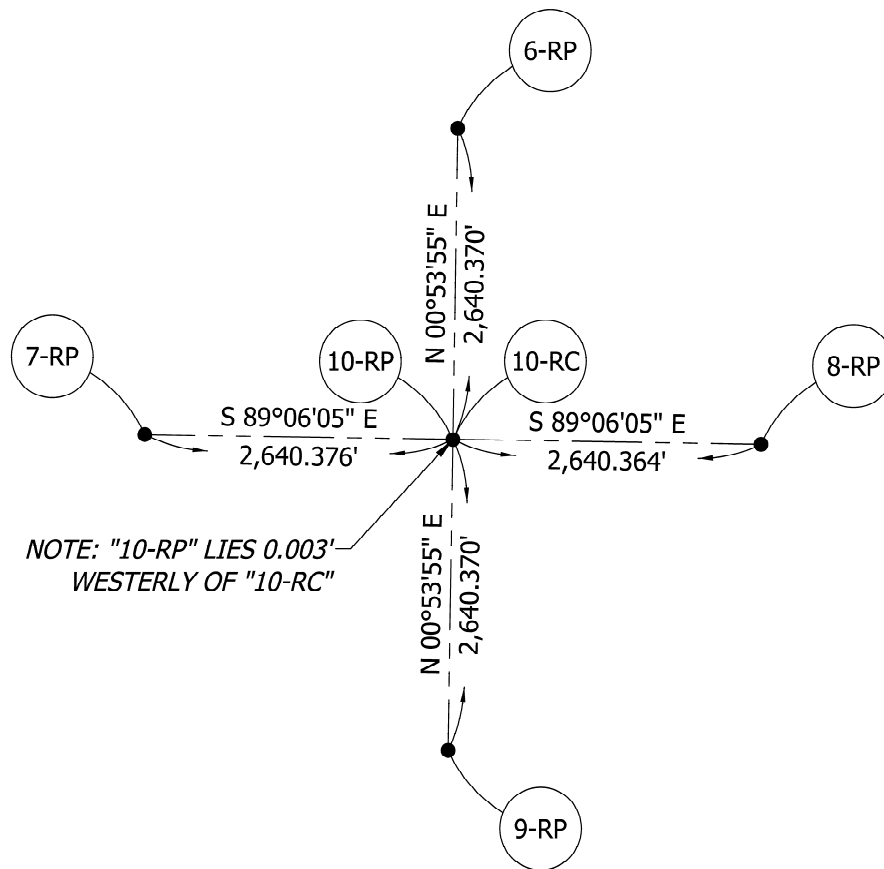 6-RP
N 00°53'55" E
2,640.370'
7-RP
10-RP
10-RC
8-RP
S 89°06'05" E
2,640.376'
S 89°06'05" E
2,640.364'
NOTE: "10-RP" LIES 0.003'
WESTERLY OF "10-RC"
N 00°53'55" E
2,640.370'
9-RP